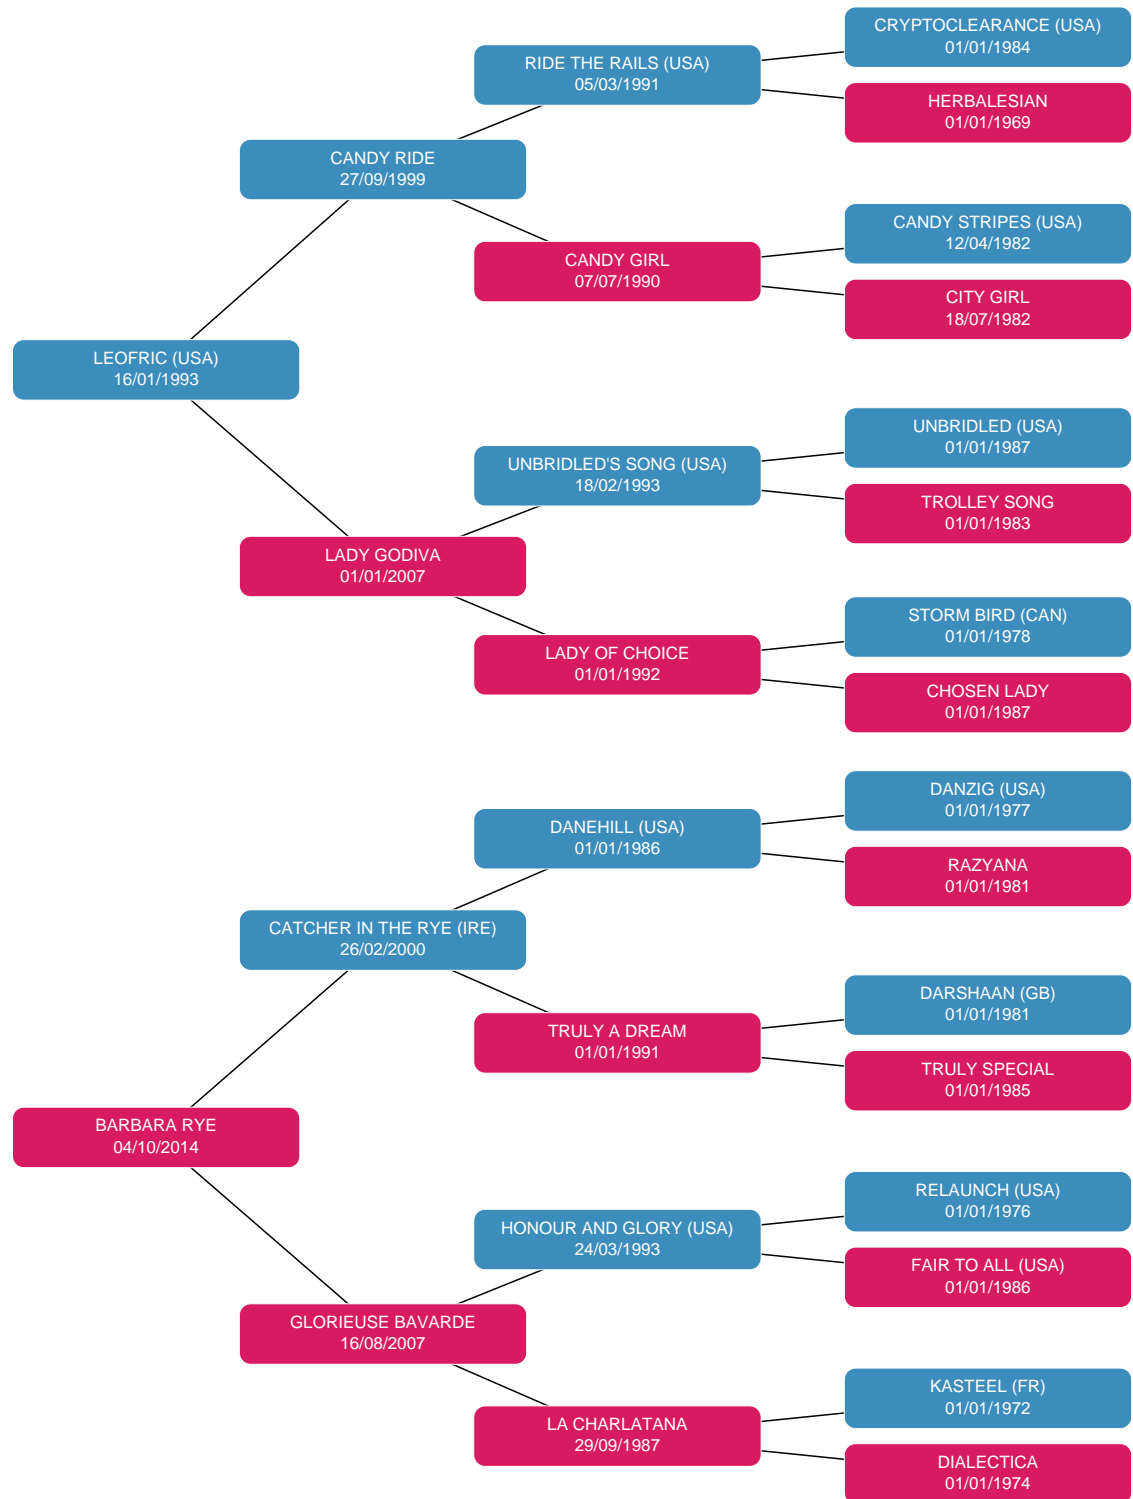 CRYPTOCLEARANCE (USA)
01/01/1984
RIDE THE RAILS (USA)
05/03/1991
HERBALESIAN
01/01/1969
CANDY RIDE
27/09/1999
CANDY STRIPES (USA)
12/04/1982
CANDY GIRL
07/07/1990
CITY GIRL
18/07/1982
LEOFRIC (USA)
16/01/1993
UNBRIDLED (USA)
01/01/1987
UNBRIDLED'S SONG (USA)
18/02/1993
TROLLEY SONG
01/01/1983
LADY GODIVA
01/01/2007
STORM BIRD (CAN)
01/01/1978
LADY OF CHOICE
01/01/1992
CHOSEN LADY
01/01/1987
DANZIG (USA)
01/01/1977
DANEHILL (USA)
01/01/1986
RAZYANA
01/01/1981
CATCHER IN THE RYE (IRE)
26/02/2000
DARSHAAN (GB)
01/01/1981
TRULY A DREAM
01/01/1991
TRULY SPECIAL
01/01/1985
BARBARA RYE
04/10/2014
RELAUNCH (USA)
01/01/1976
HONOUR AND GLORY (USA)
24/03/1993
FAIR TO ALL (USA)
01/01/1986
GLORIEUSE BAVARDE
16/08/2007
KASTEEL (FR)
01/01/1972
LA CHARLATANA
29/09/1987
DIALECTICA
01/01/1974